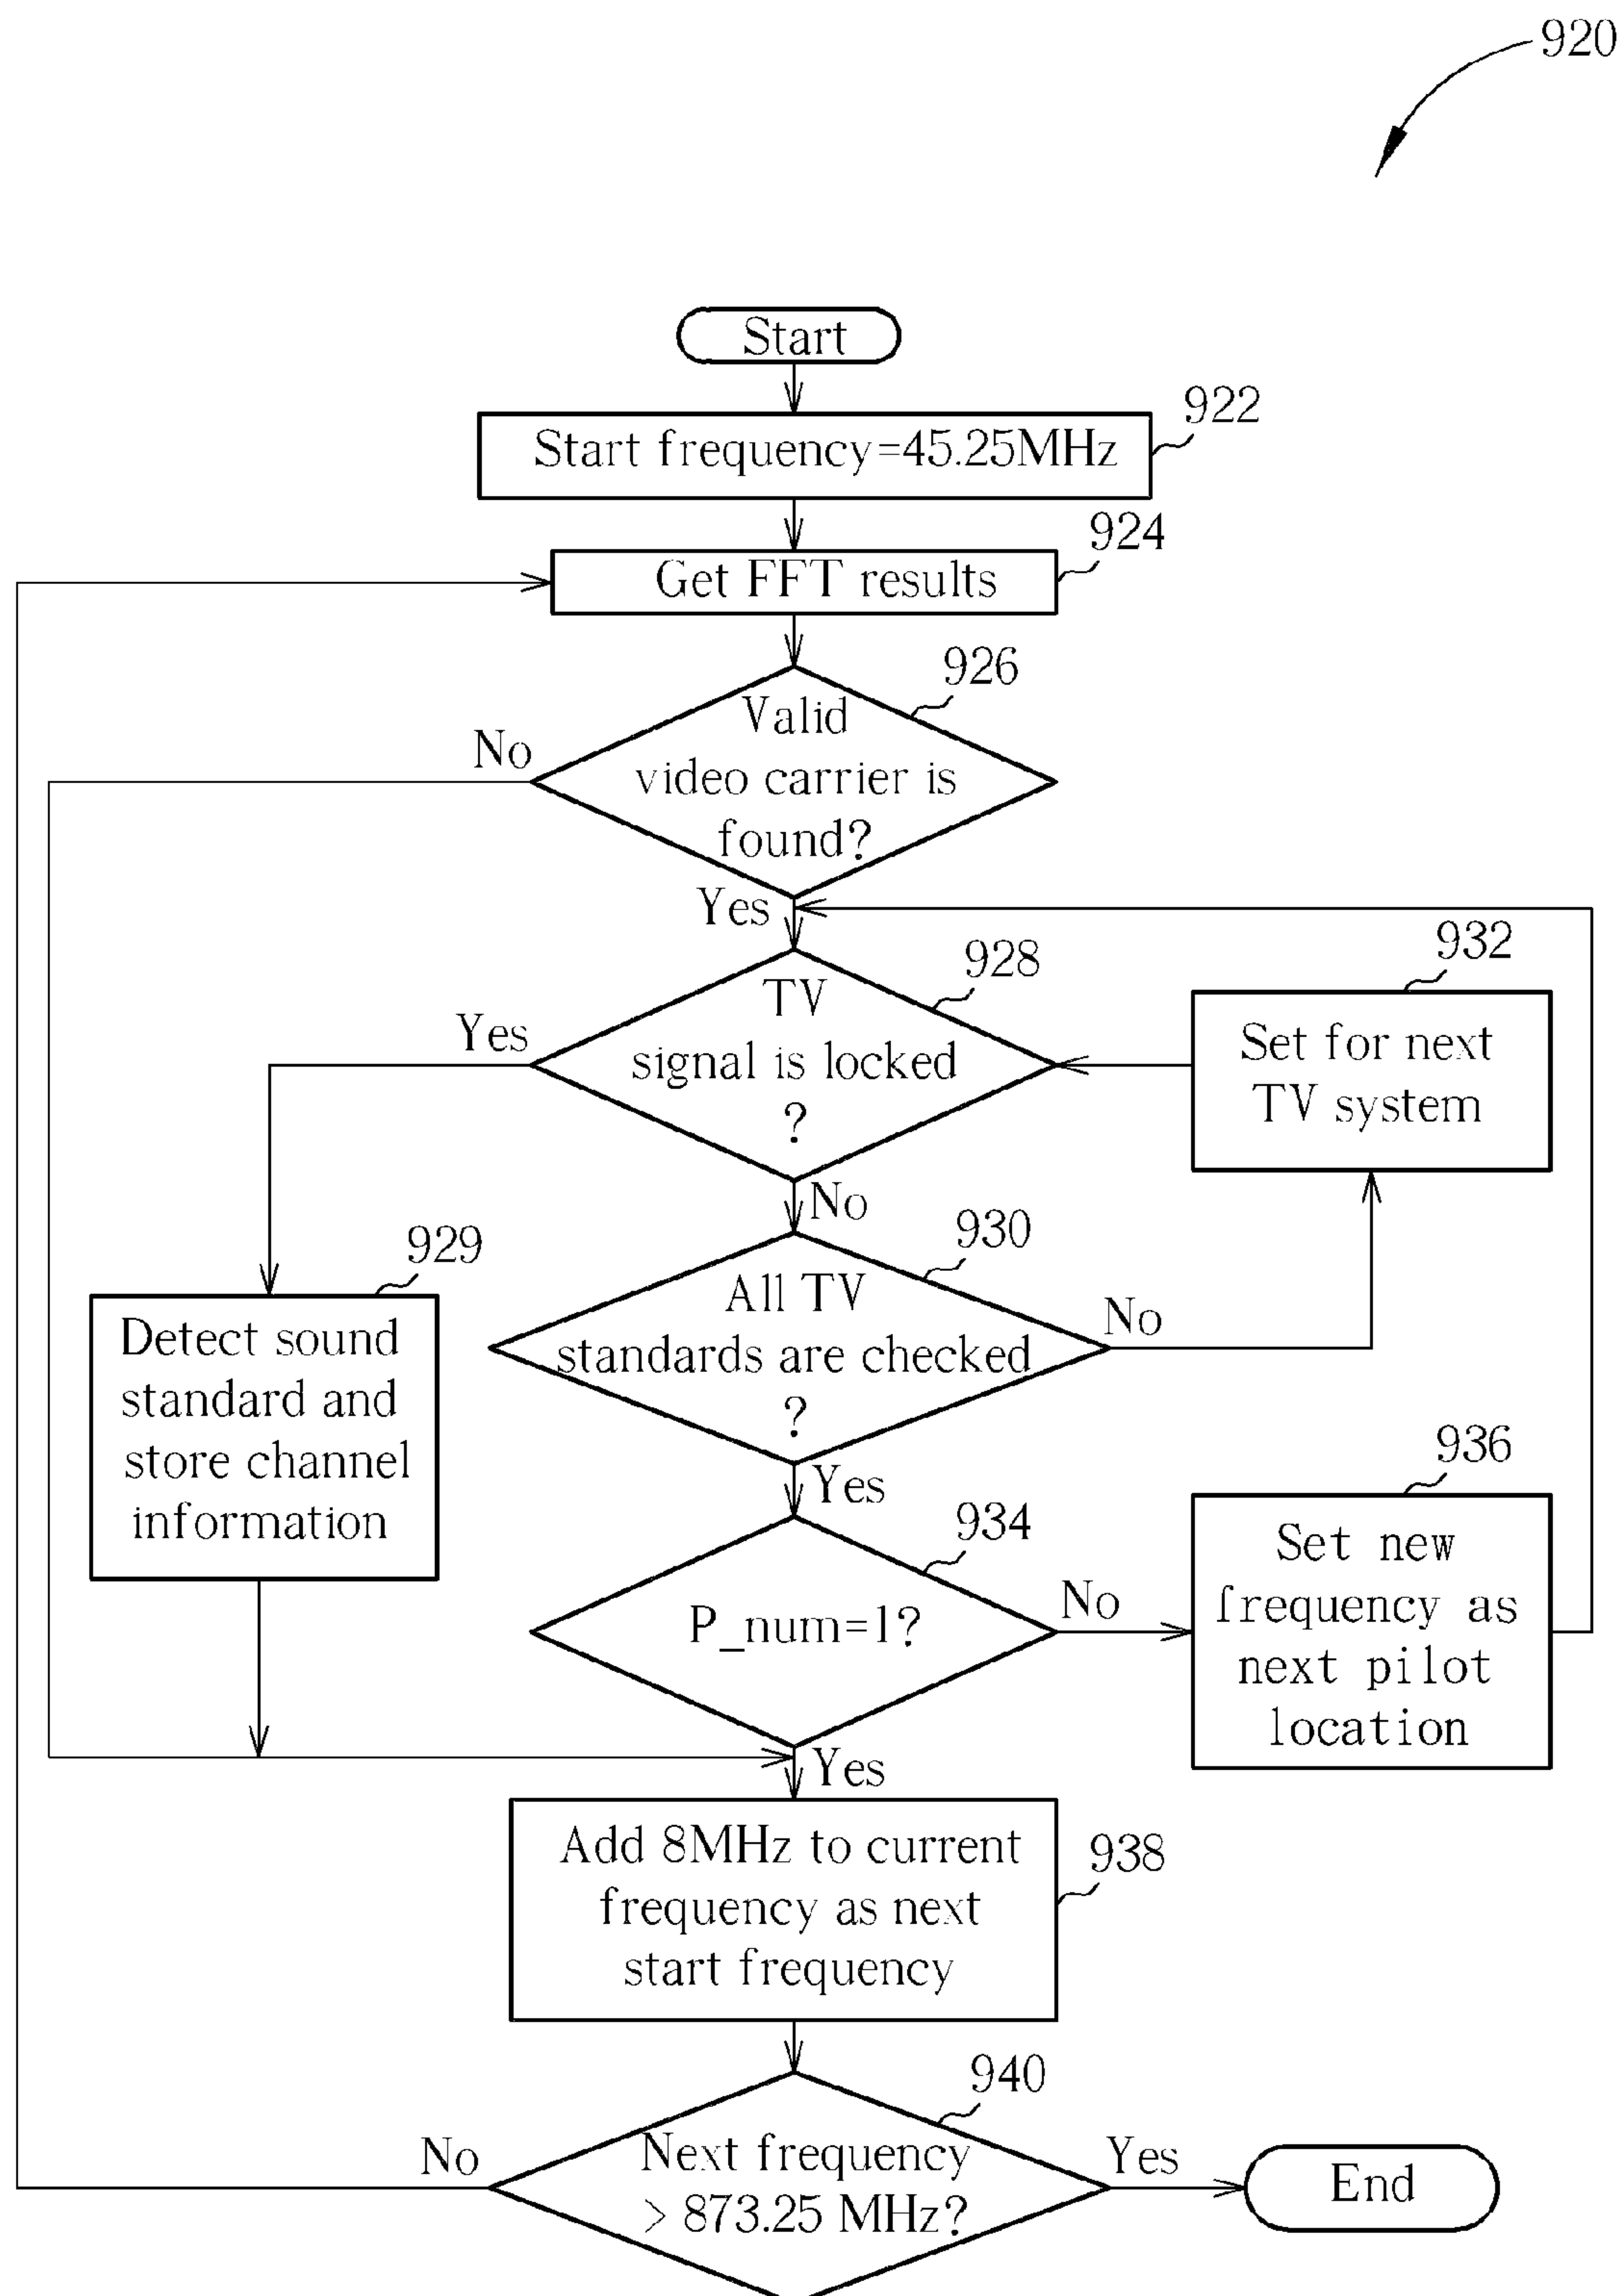 920
Start
922
Start frequency=45.25MHz
924
Get FFT results
926
Valid
video carrier is
found?
No
Yes
928
TV
signal is locked
?
Yes
932
Set for next
TV system
No
929
Detect sound
standard and
store channel
information
930
All TV
standards are checked
?
No
Yes
934
P_num=1?
No
936
Set new
frequency as
next pilot
location
Yes
938
Add 8MHz to current
frequency as next
start frequency
940
Next frequency
> 873.25 MHz?
No
Yes
End